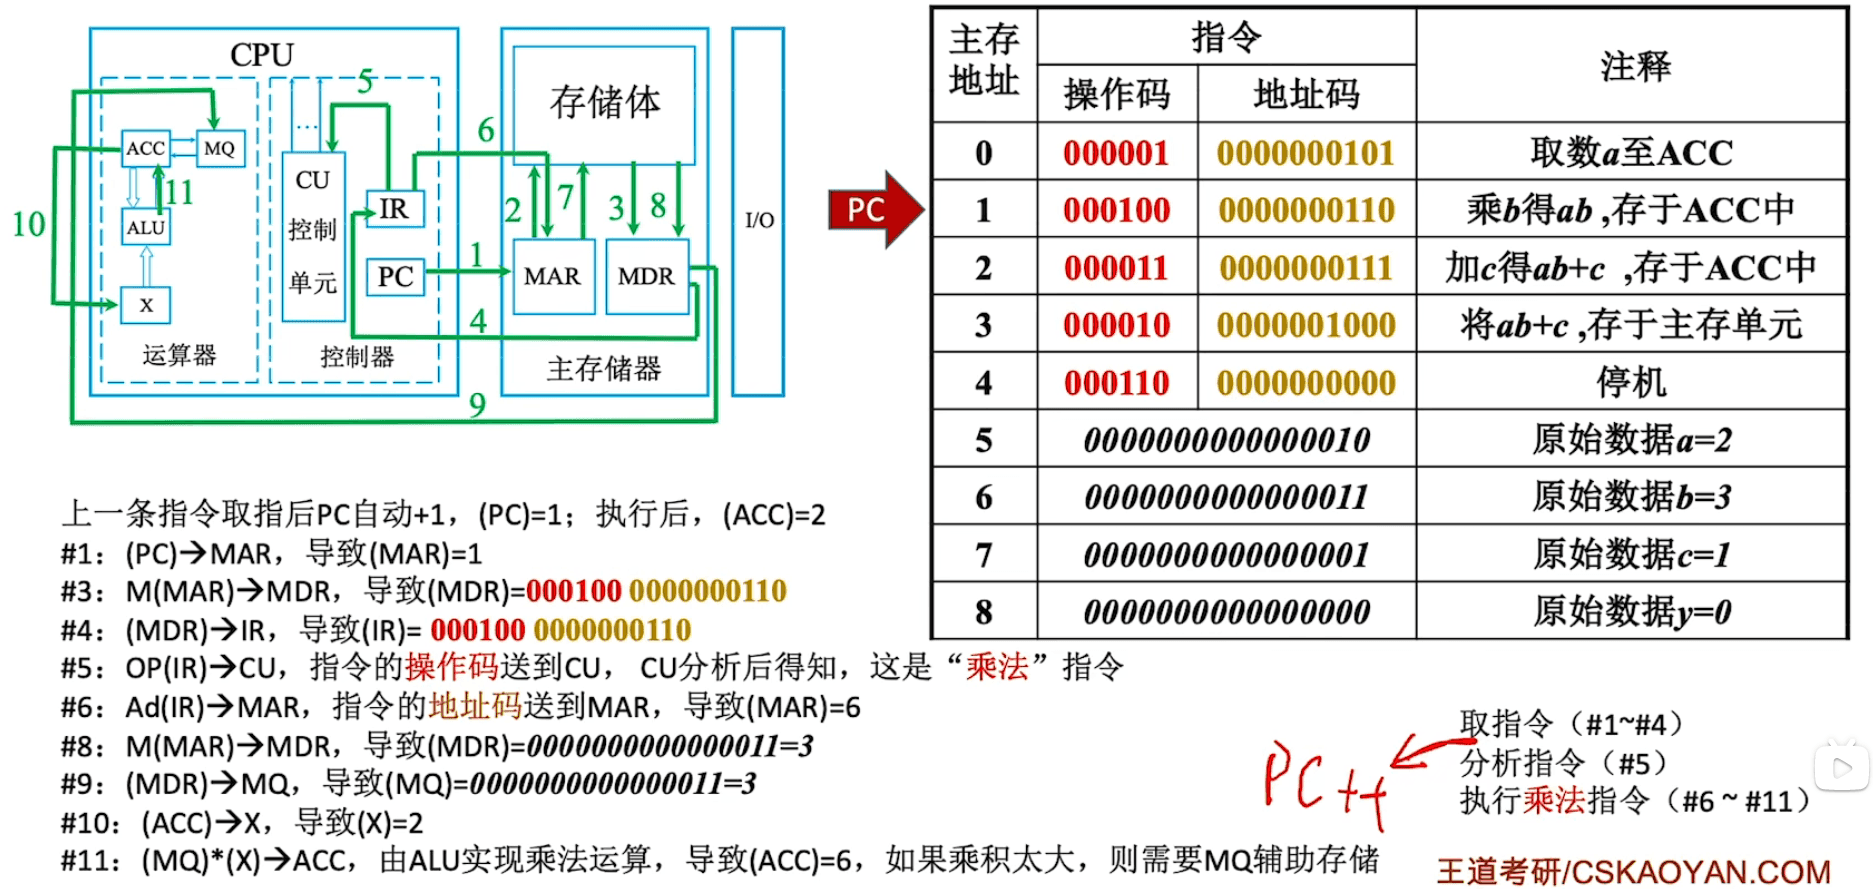 CPU
5
存储体
6
ACC
MQ
11
10
ALU
X
运算器
...
CU
控制
单元
IR
PC
1
4
控制器
2
7
3
8
MAR
MDR
主存储器
9
I/O
PC
主存地址 指令 注释
操作码 地址码
0 000001 0000000101 取数a至ACC
1 000100 0000000110 乘b得ab ,存于ACC中
2 000011 0000000111 加c得ab+c ,存于ACC中
3 000010 0000001000 将ab+c ,存于主存单元
4 000110 0000000000 停机
5 0000000000000010 原始数据a=2
6 0000000000000011 原始数据b=3
7 0000000000000001 原始数据c=1
8 0000000000000000 原始数据y=0
上一条指令取指后PC自动+1，(PC)=1；执行后，(ACC)=2
#1：(PC)→MAR，导致(MAR)=1
#3：M(MAR)→MDR，导致(MDR)=000100 0000000110
#4：(MDR)→IR，导致(IR)= 000100 0000000110
#5：OP(IR)→CU，指令的操作码送到CU， CU分析后得知，这是“乘法”指令
#6：Ad(IR)→MAR，指令的地址码送到MAR，导致(MAR)=6
#8：M(MAR)→MDR，导致(MDR)=0000000000000011=3
#9：(MDR)→MQ，导致(MQ)=0000000000000011=3
#10：(ACC)→X，导致(X)=2
#11：(MQ)*(X)→ACC，由ALU实现乘法运算，导致(ACC)=6，如果乘积太大，则需要MQ辅助存储
PC++
取指令（#1~#4）
分析指令（#5）
执行乘法指令（#6 ~ #11）
王道考研/CSKAOYAN.COM